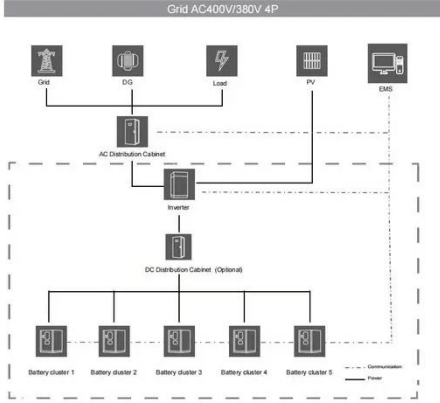 Grid AC400V/380V 4P
Grid
DG
Load
PV
EMS
AC Distribution Cabinet
Inverter
DC Distribution Cabinet (Optional)
Battery cluster 1
Battery cluster 2
Battery cluster 3
Battery cluster 4
Battery cluster 5
Communication
Power